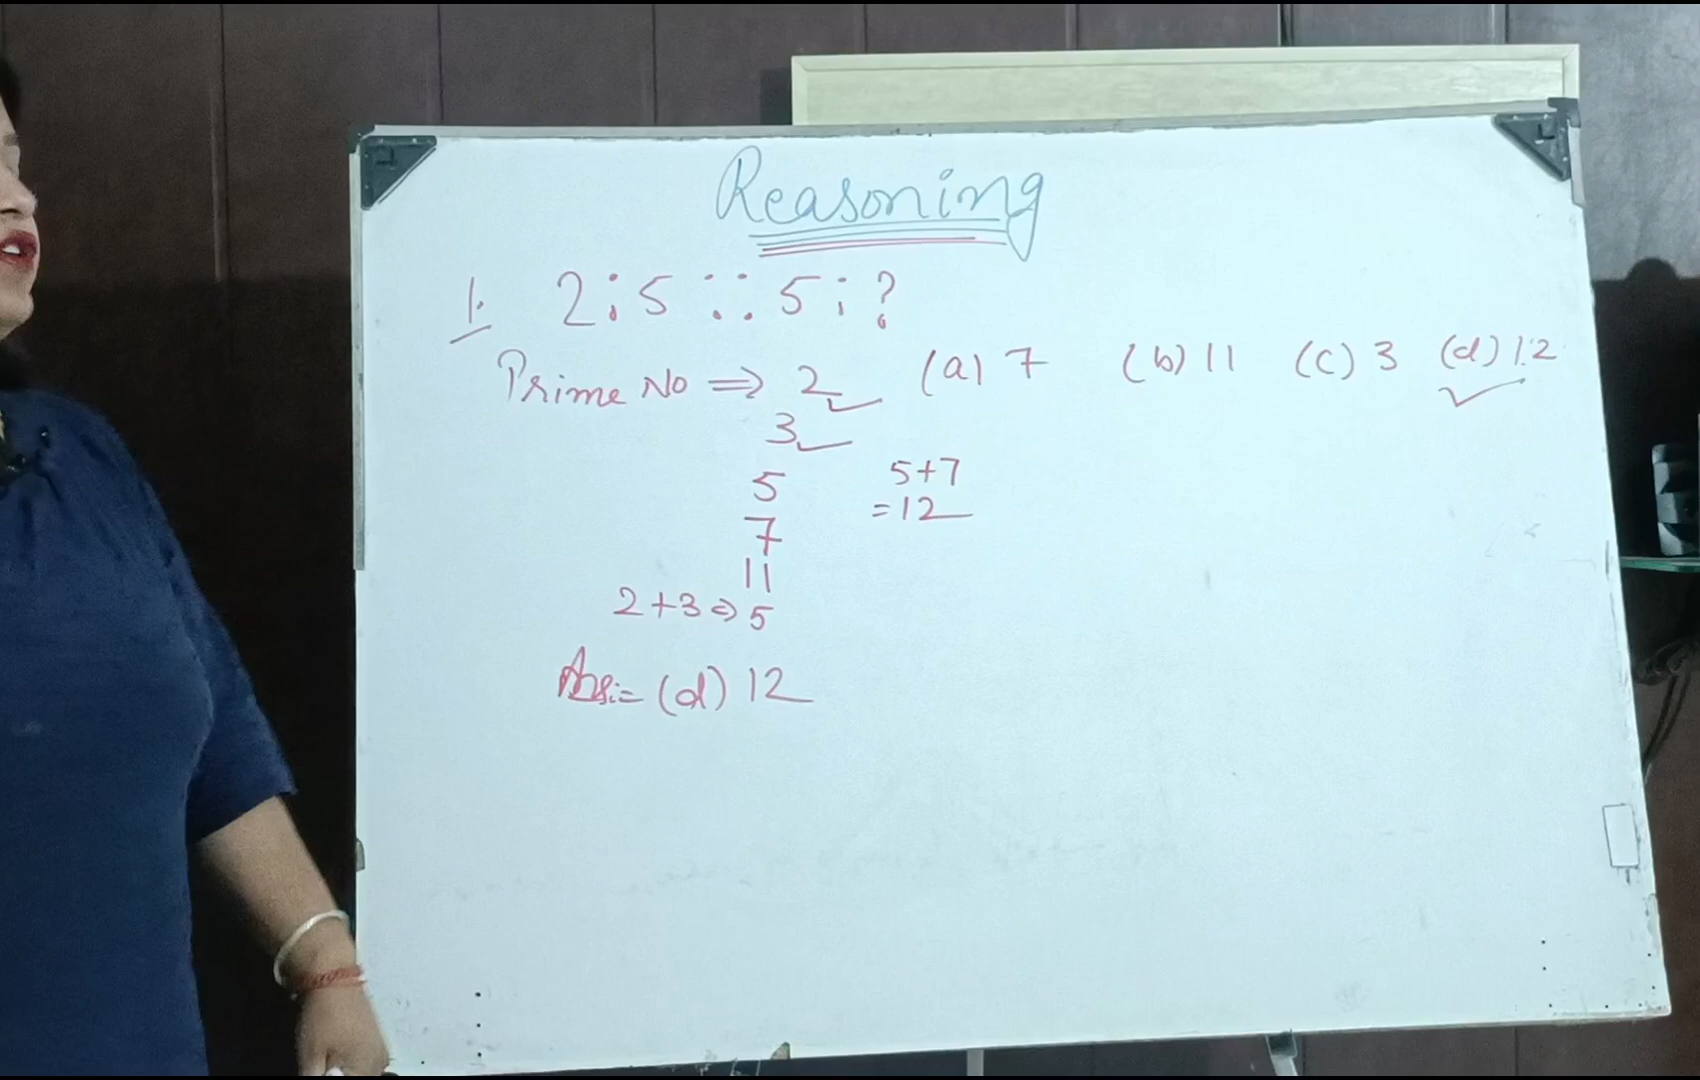 Reasoning
1. 2 : 5 :: 5 : ?
Prime No => 2 (a) 7 (b) 11 (c) 3 (d) 12
3
5
7
11
5+7
=12
2+3 => 5
Ans:= (d) 12